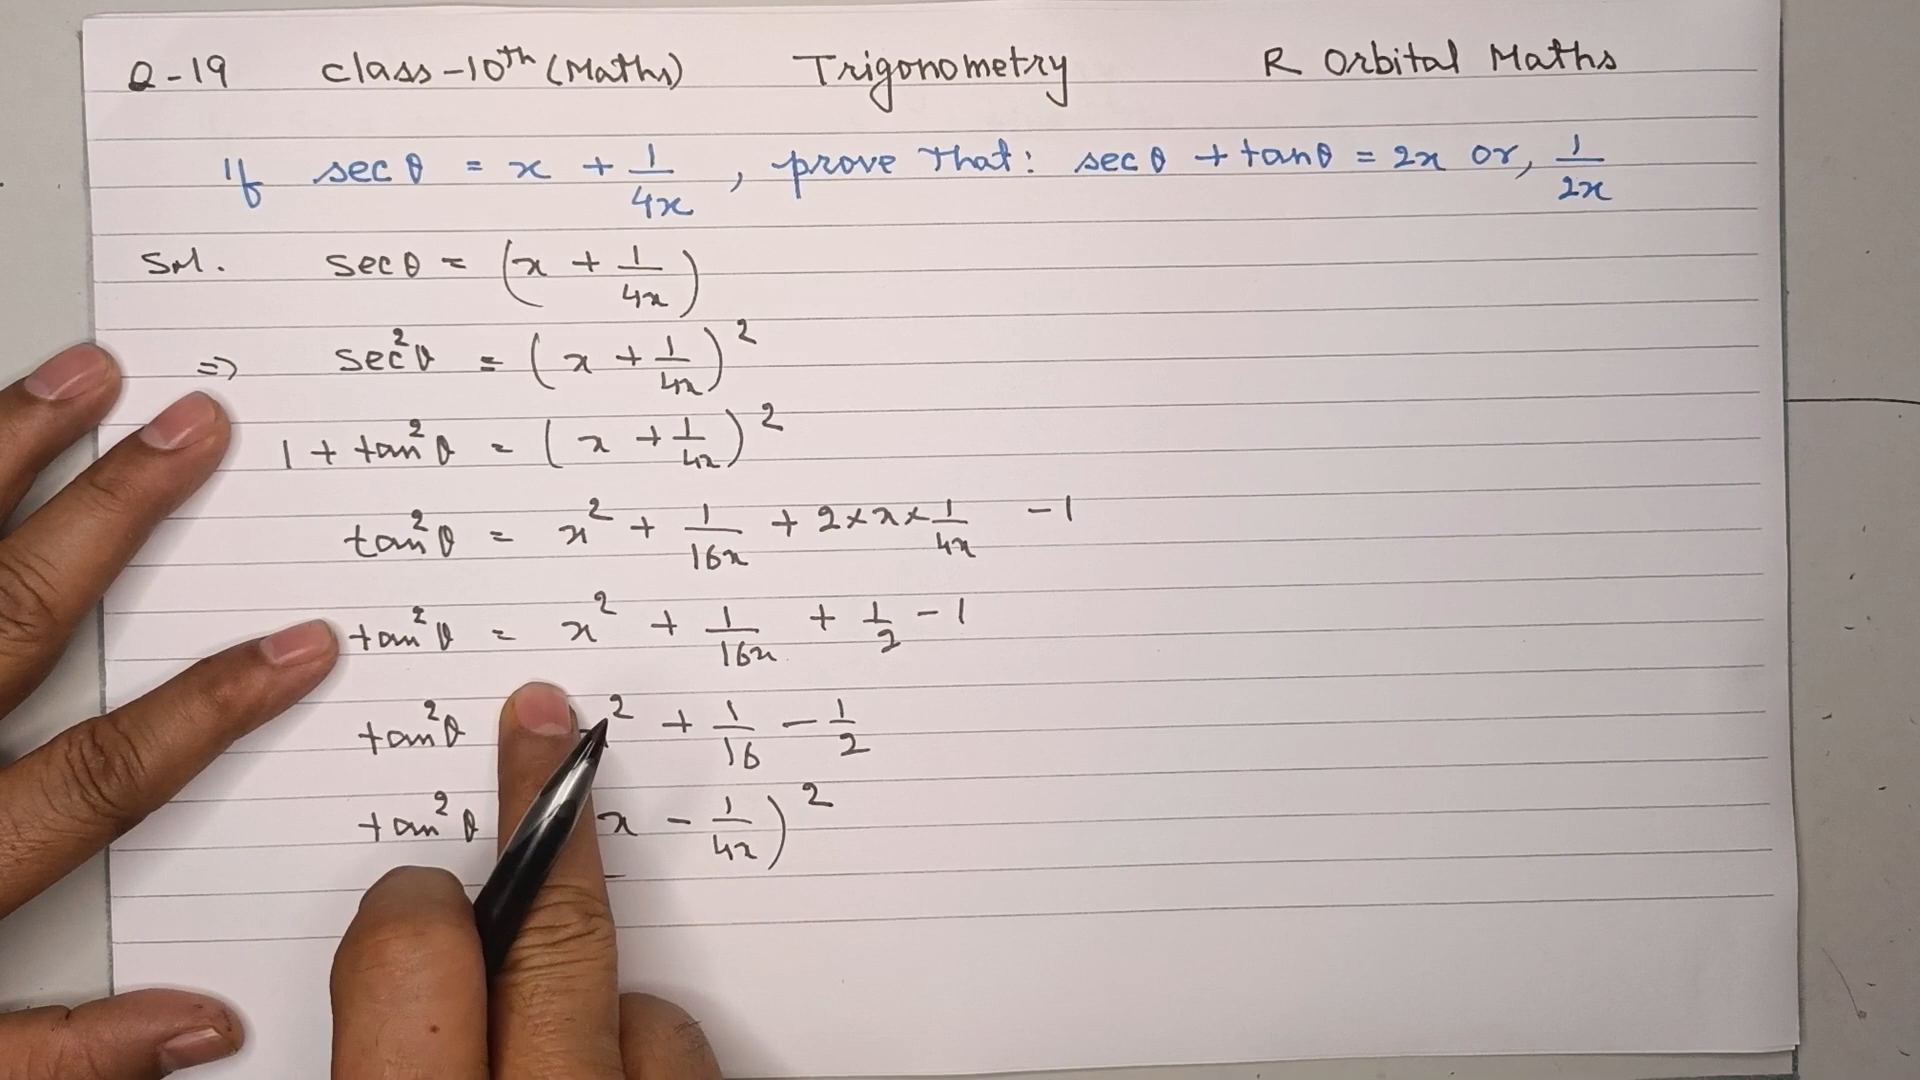 Q-19 Class-10th (Maths) Trigonometry R Orbital Maths
If sec θ = x + 1/4x , prove that: sec θ + tan θ = 2x or, 1/2x
Sol. sec θ = (x + 1/4x)
⇒ sec²θ = (x + 1/4x)²
1 + tan²θ = (x + 1/4x)²
tan²θ = x² + 1/16x + 2×x×1/4x - 1
tan²θ = x² + 1/16x + 1/2 - 1
tan²θ ² + 1/16 - 1/2
tan²θ x - 1/4x)²